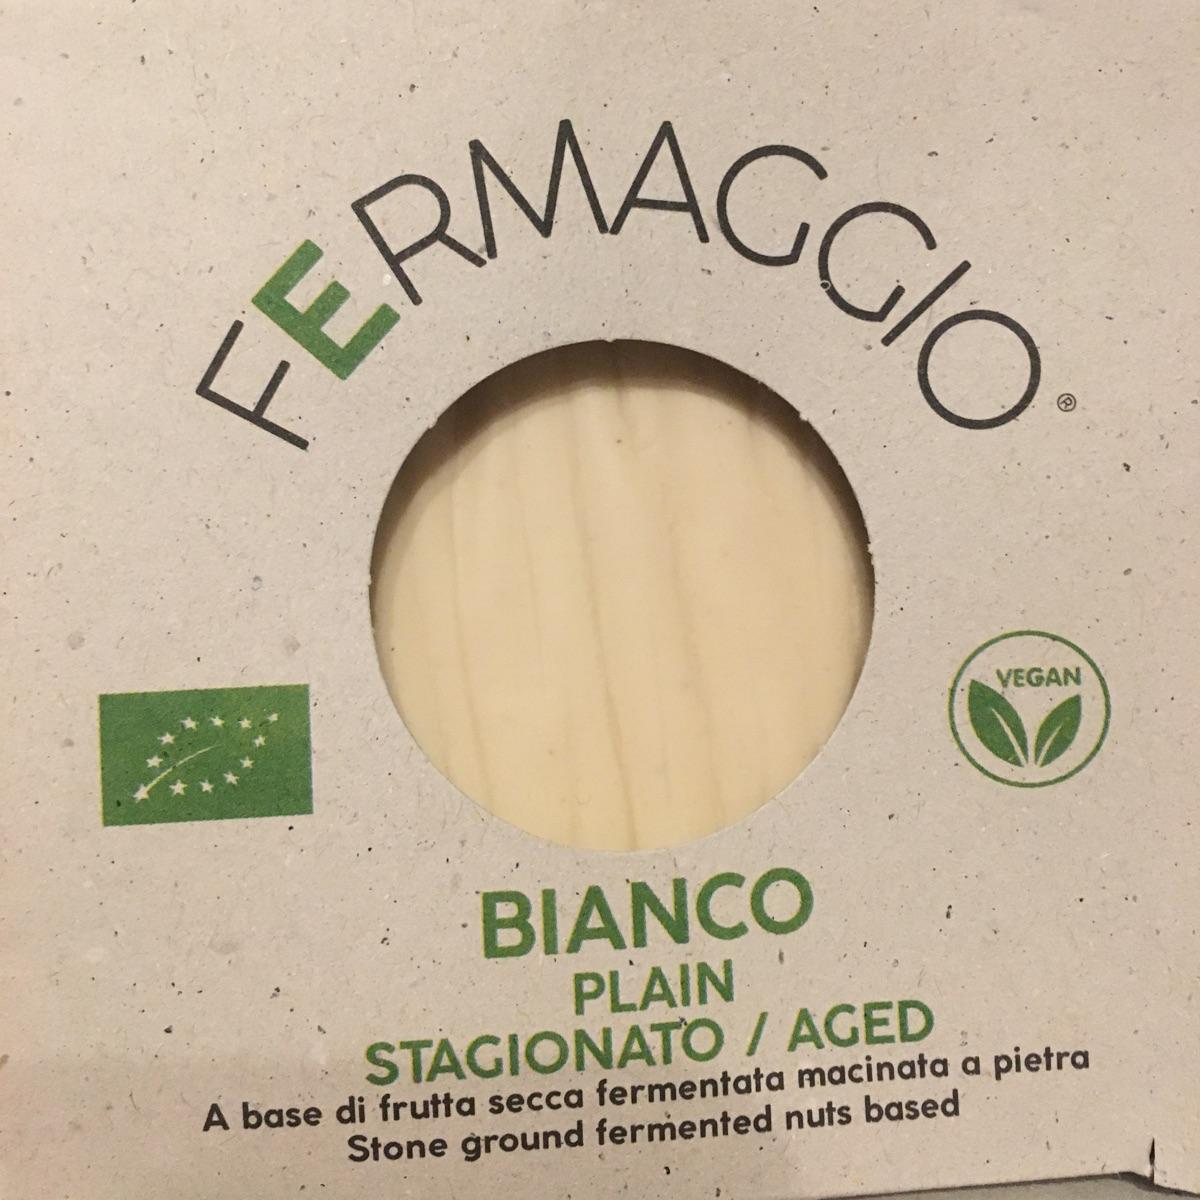 FERMAGGIO®
VEGAN
BIANCO
PLAIN
STAGIONATO / AGED
A base di frutta secca fermentata macinata a pietra
Stone ground fermented nuts based